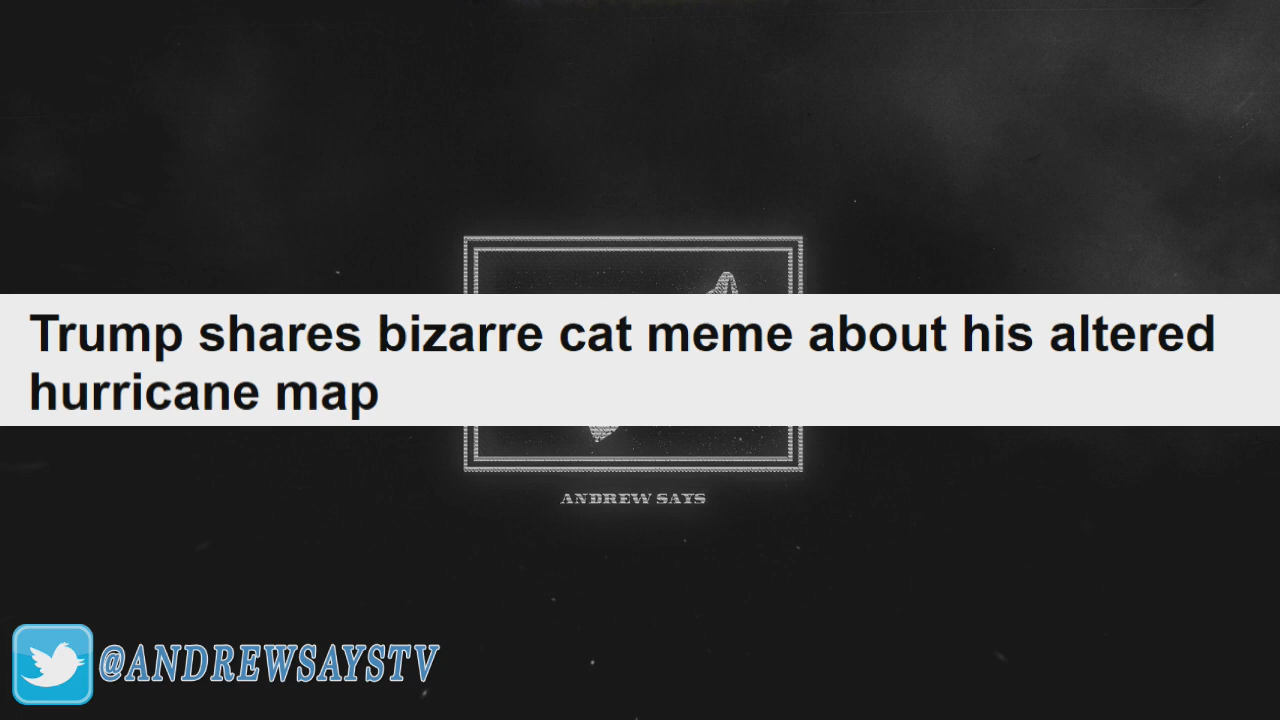 Trump shares bizarre cat meme about his altered
hurricane map
ANDREW SAYS
@ANDREWSAYSTV